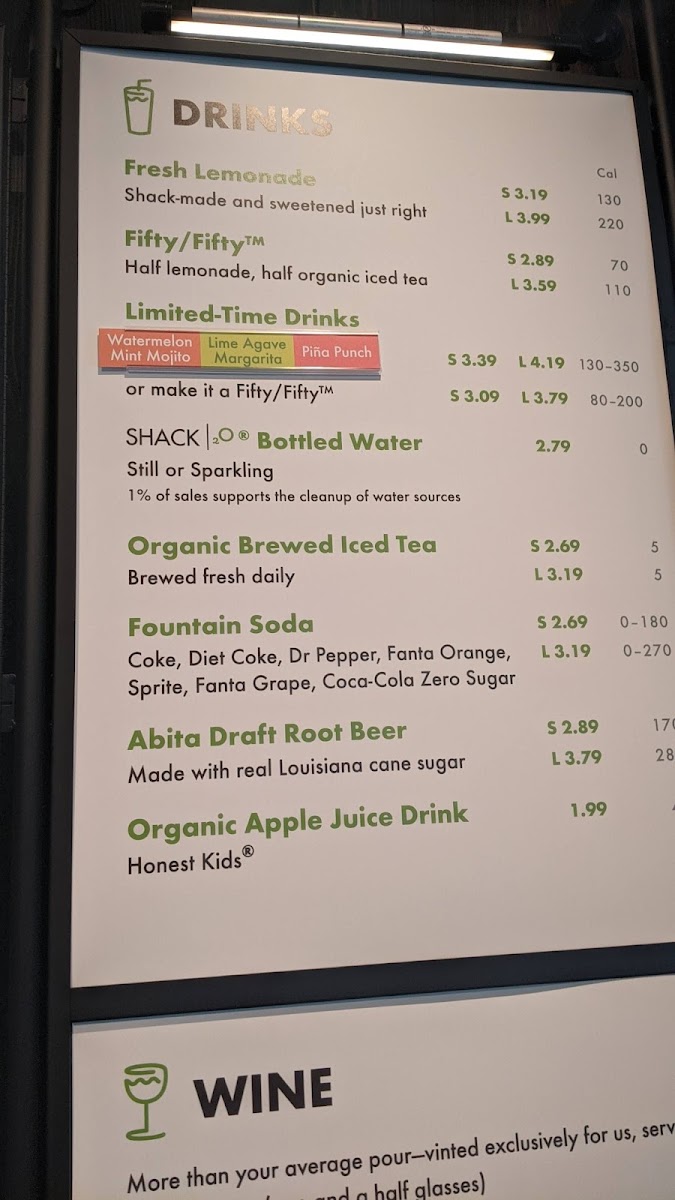 DRINKS
Cal
Fresh Lemonade S 3.19 130
Shack-made and sweetened just right L 3.99 220
Fifty/Fifty™ S 2.89 70
Half lemonade, half organic iced tea L 3.59 110
Limited-Time Drinks
Watermelon Mint Mojito Lime Agave Margarita Piña Punch S 3.39 L 4.19 130-350
or make it a Fifty/Fifty™ S 3.09 L 3.79 80-200
SHACK|₂O® Bottled Water 2.79 0
Still or Sparkling
1% of sales supports the cleanup of water sources
Organic Brewed Iced Tea S 2.69 5
Brewed fresh daily L 3.19 5
Fountain Soda S 2.69 0-180
Coke, Diet Coke, Dr Pepper, Fanta Orange, L 3.19 0-270
Sprite, Fanta Grape, Coca-Cola Zero Sugar
Abita Draft Root Beer S 2.89
Made with real Louisiana cane sugar L 3.79
Organic Apple Juice Drink 1.99
Honest Kids®
WINE
More than your average pour—vinted exclusively for us, serv
and a half glasses)